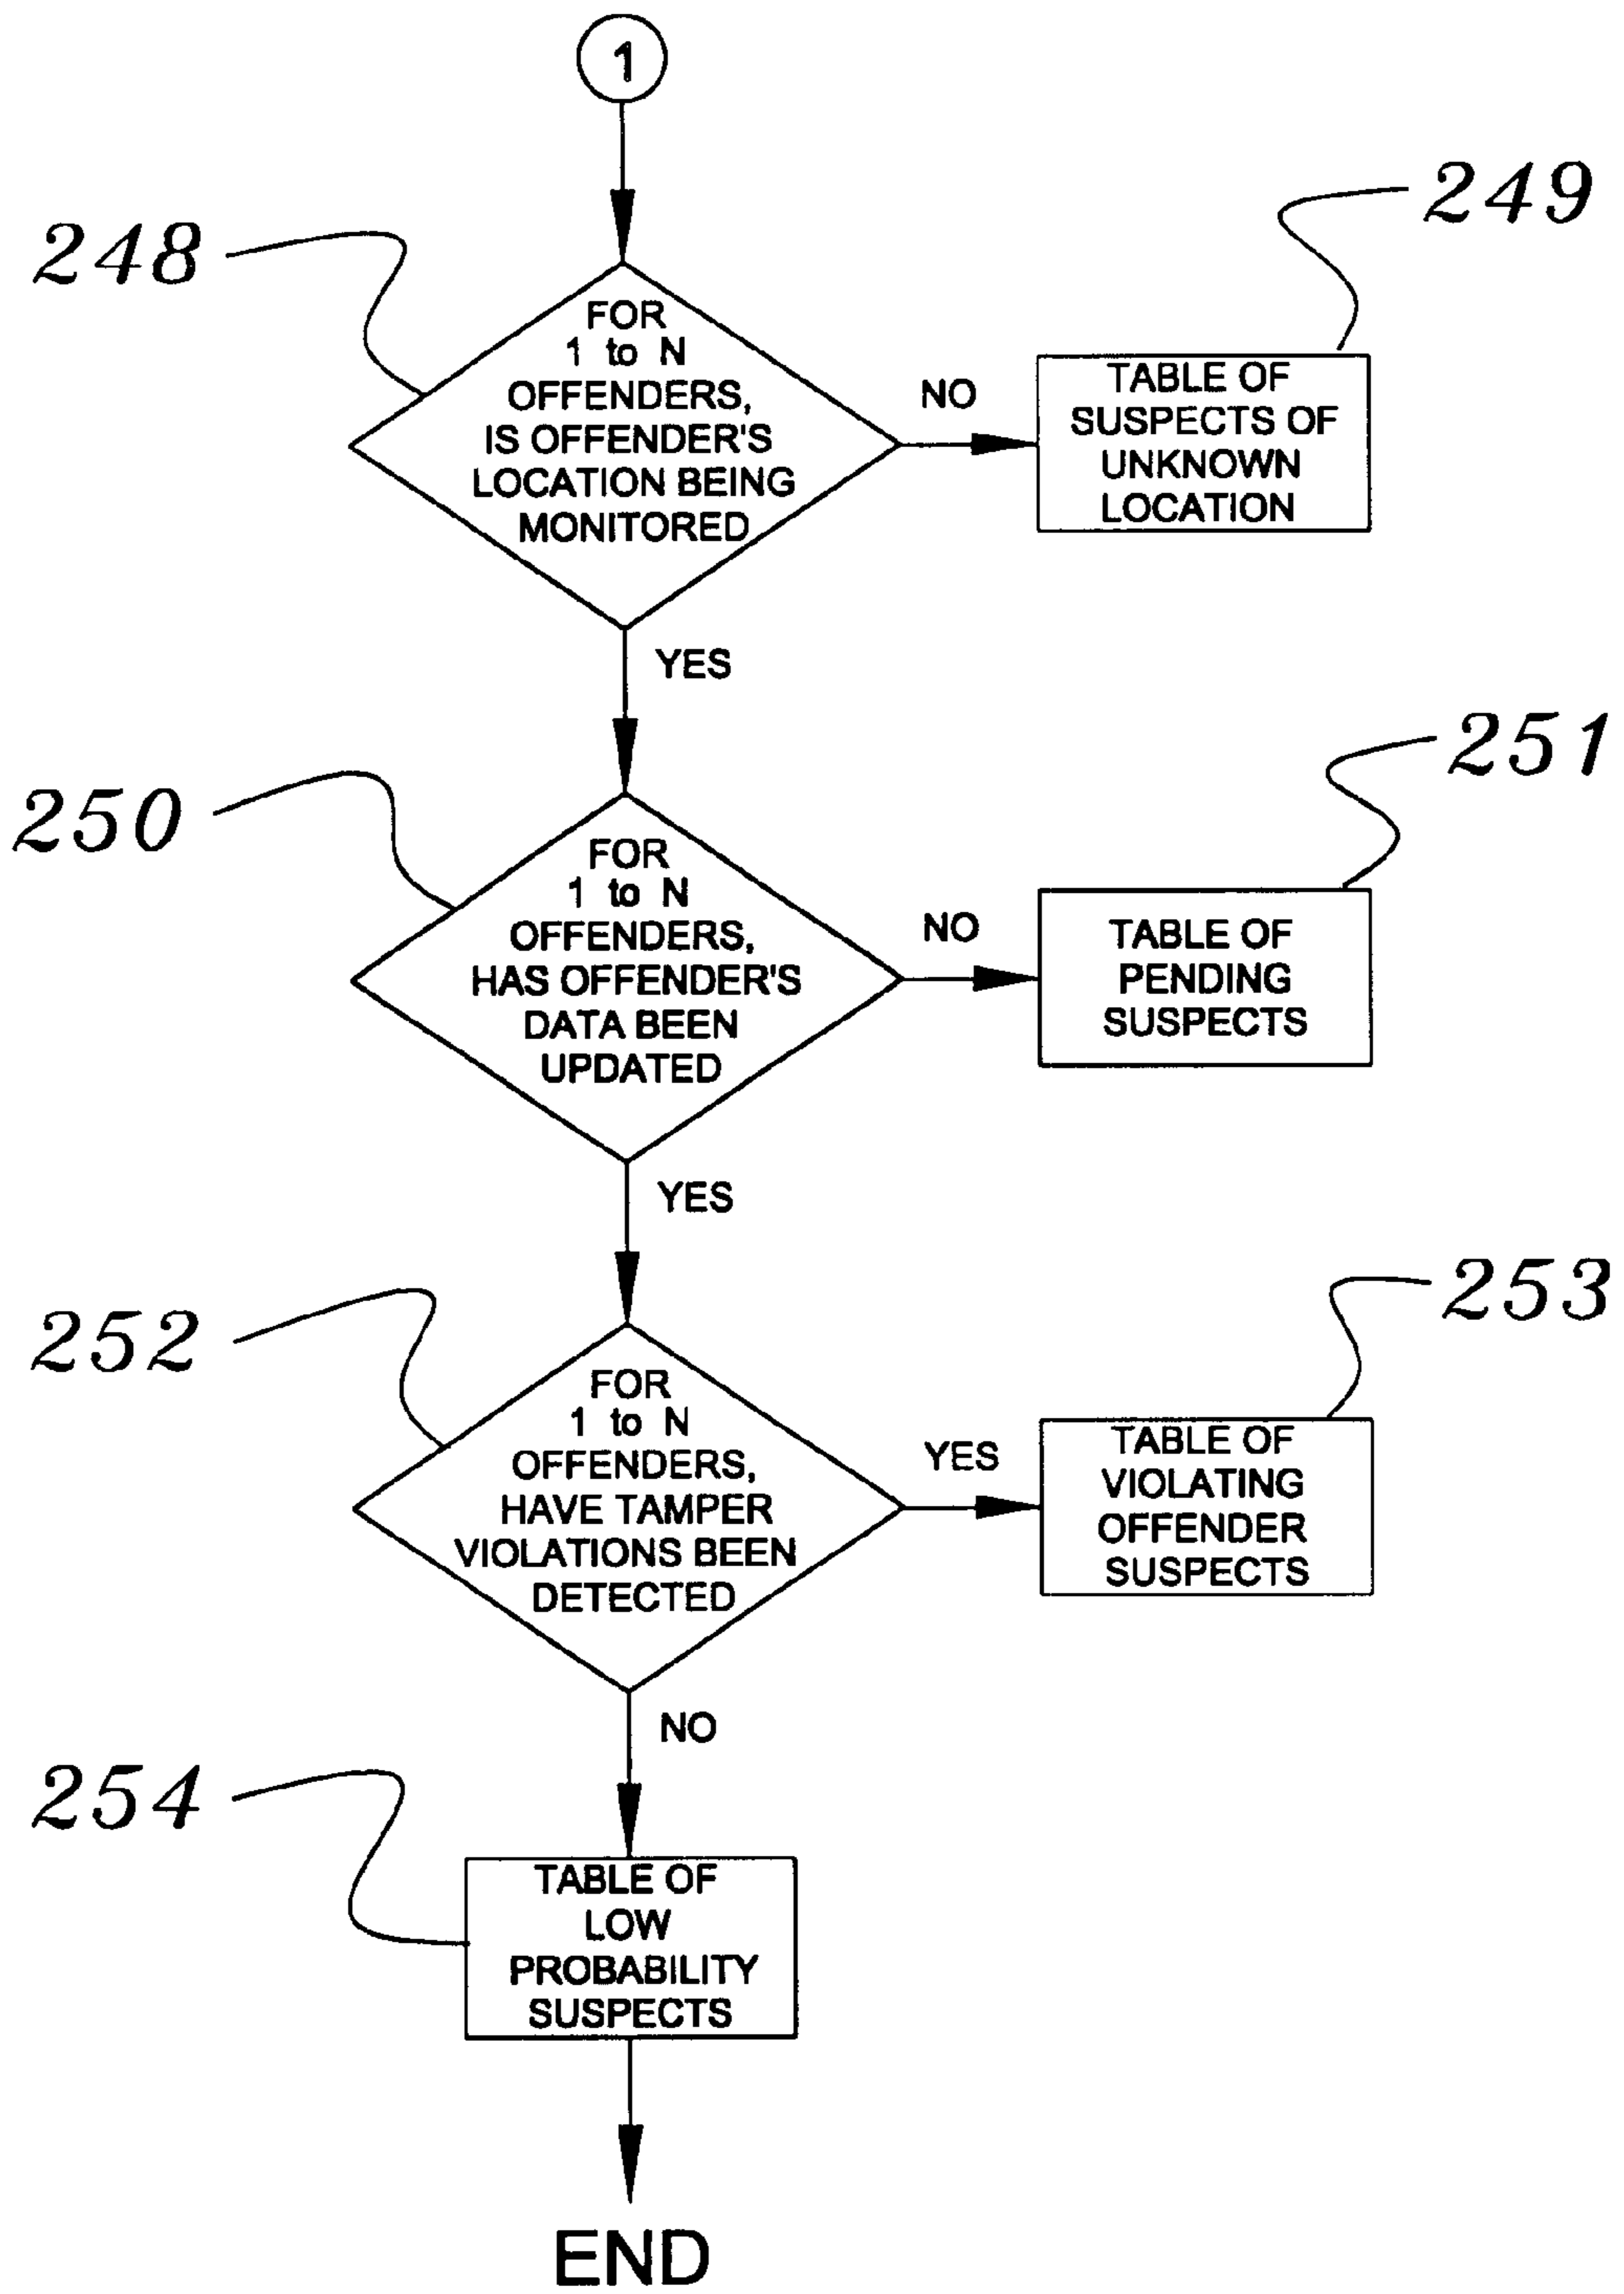 1
248
FOR
1 to N
OFFENDERS,
IS OFFENDER'S
LOCATION BEING
MONITORED
NO
249
TABLE OF
SUSPECTS OF
UNKNOWN
LOCATION
YES
250
FOR
1 to N
OFFENDERS,
HAS OFFENDER'S
DATA BEEN
UPDATED
NO
251
TABLE OF
PENDING
SUSPECTS
YES
252
FOR
1 to N
OFFENDERS,
HAVE TAMPER
VIOLATIONS BEEN
DETECTED
YES
253
TABLE OF
VIOLATING
OFFENDER
SUSPECTS
NO
254
TABLE OF
LOW
PROBABILITY
SUSPECTS
END